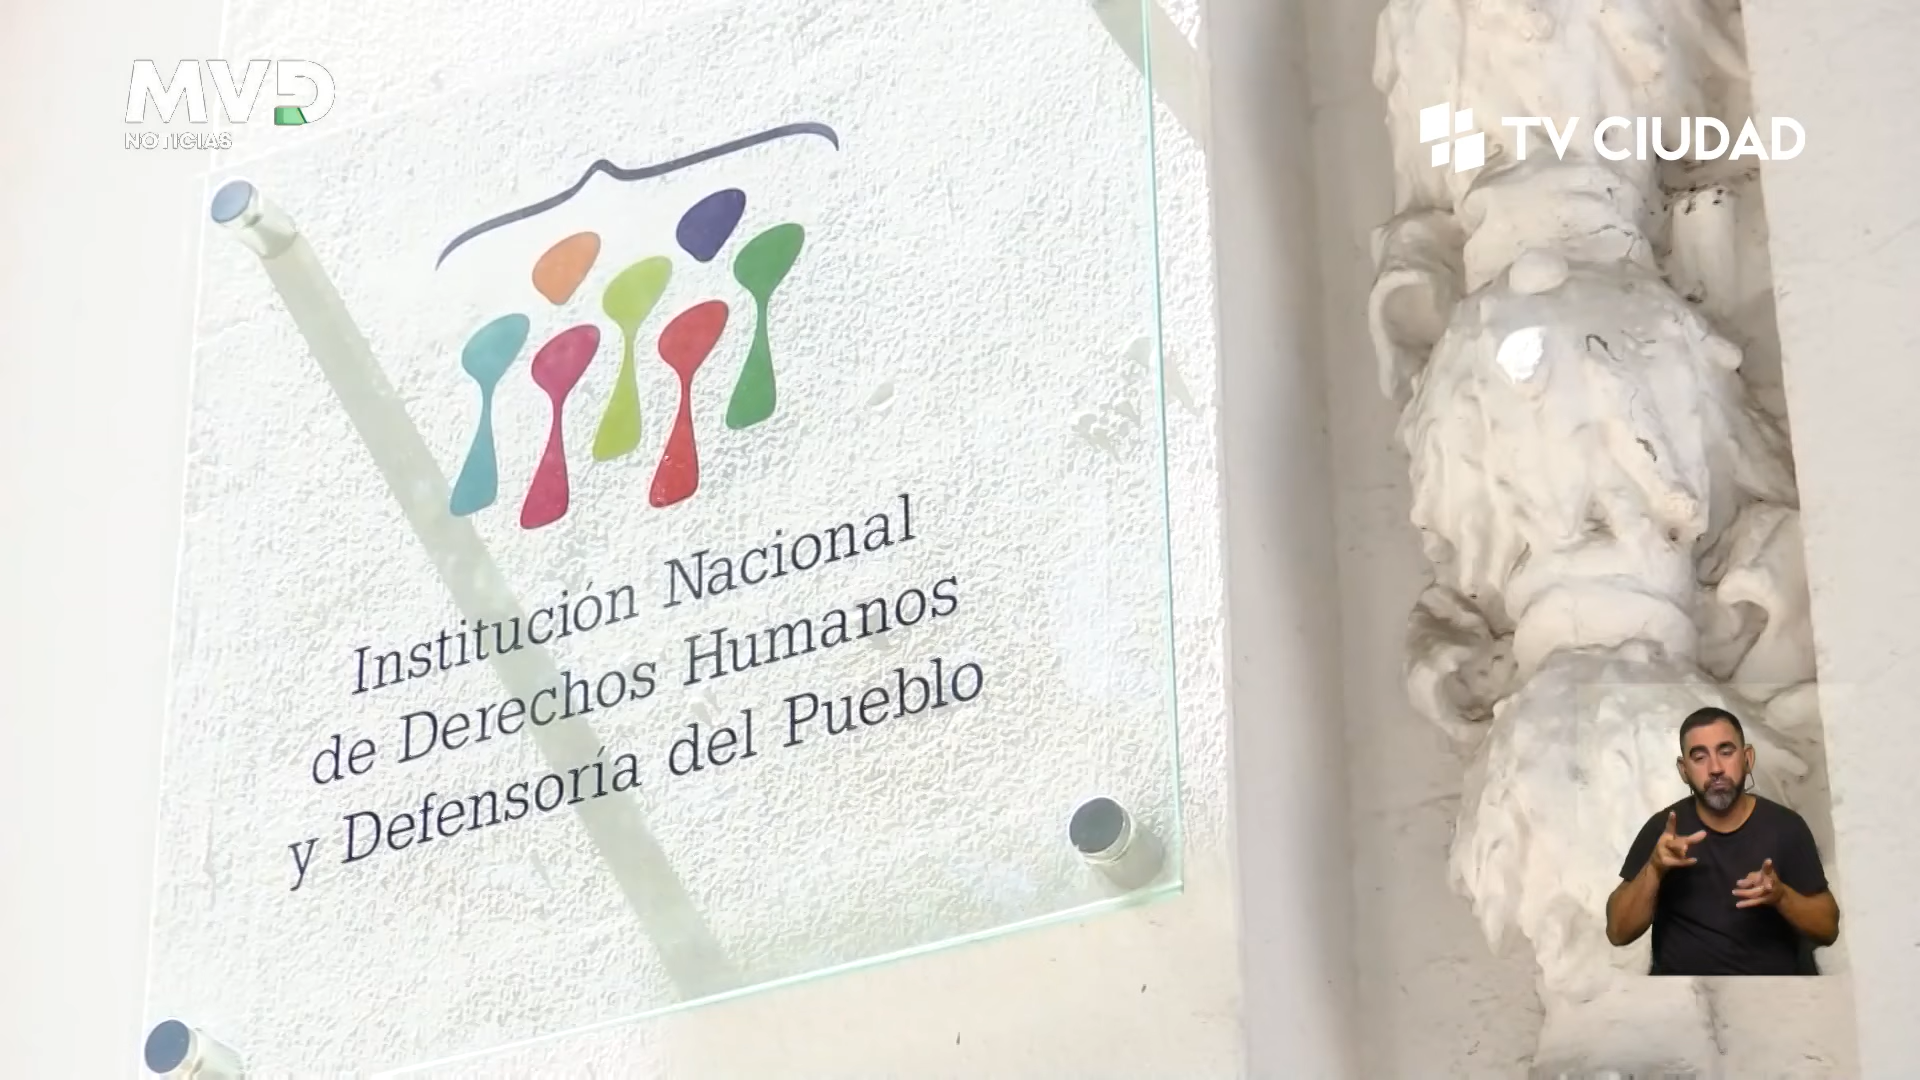 MVD
NOTICIAS
TV CIUDAD
Institución Nacional
de Derechos Humanos
y Defensoría del Pueblo